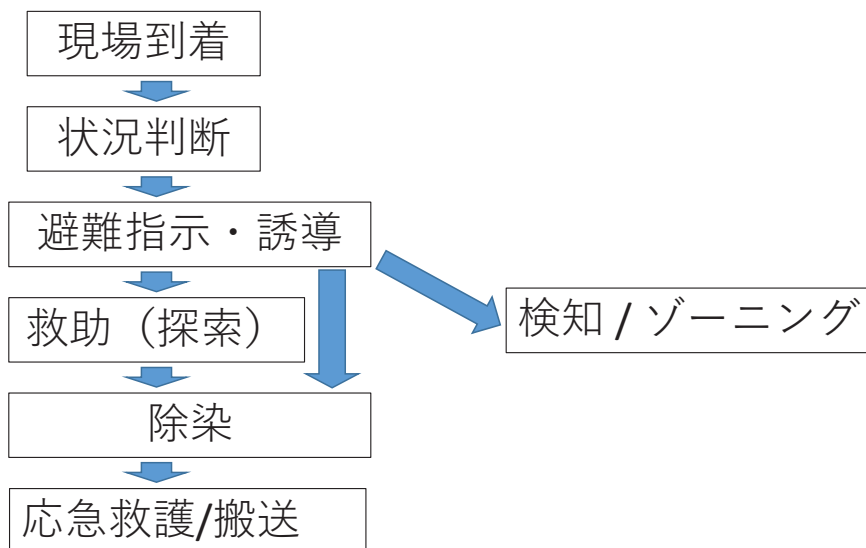 現場到着
状況判断
避難指示・誘導
救助（探索）
検知 / ゾーニング
除染
応急救護/搬送